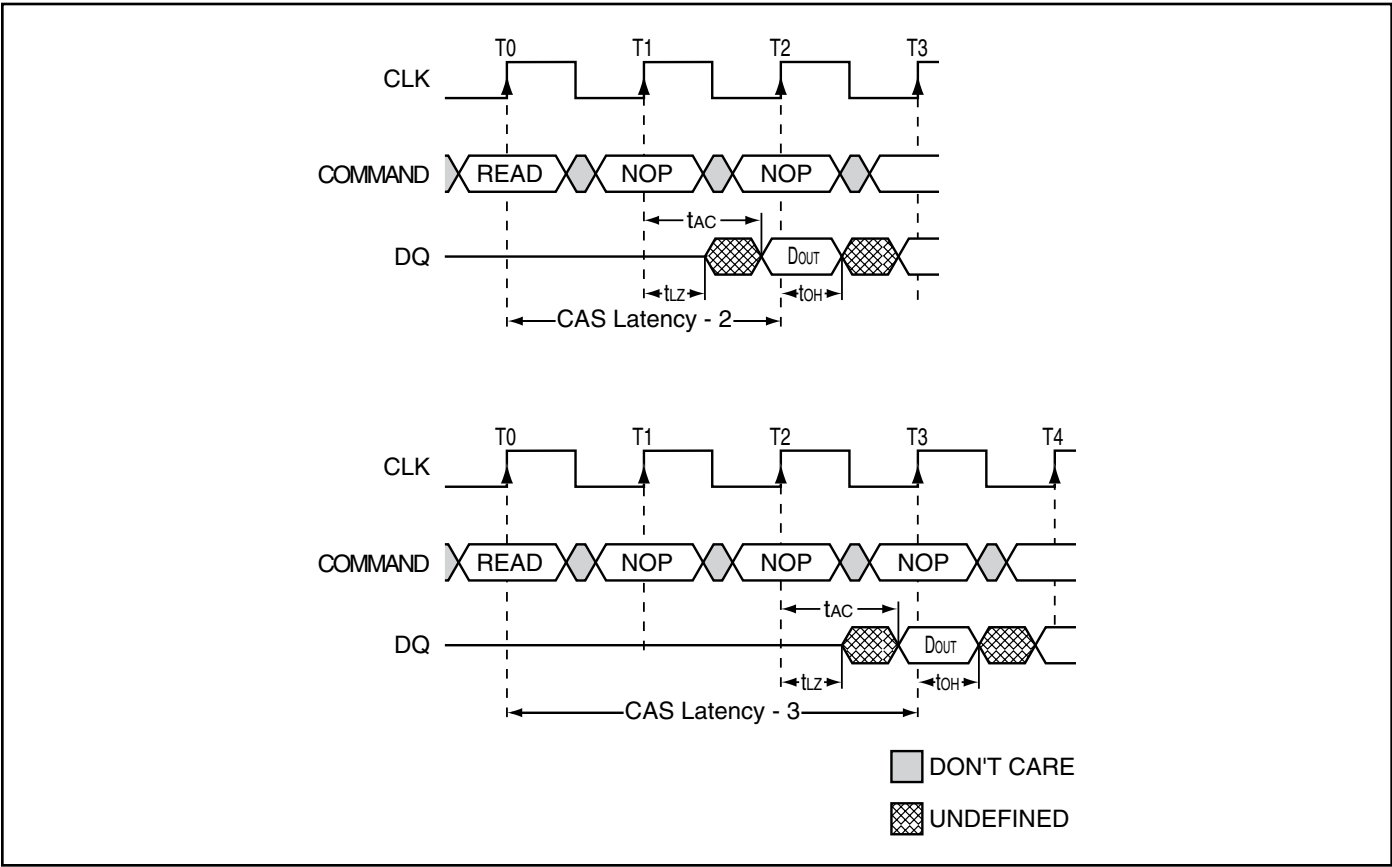 T0 T1 T2 T3
CLK
COMMAND READ NOP NOP
tAC
DQ DOUT
tLZ tOH
CAS Latency - 2
T0 T1 T2 T3 T4
CLK
COMMAND READ NOP NOP NOP
tAC
DQ DOUT
tLZ tOH
CAS Latency - 3
DON'T CARE
UNDEFINED